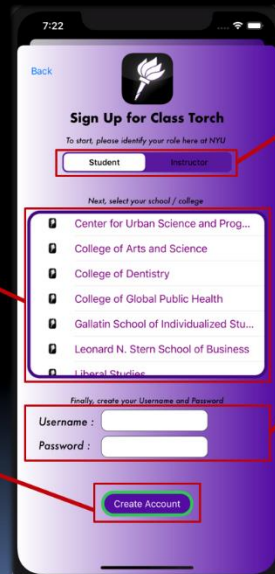 7:22
Back
Sign Up for Class Torch
To start, please identify your role here at NYU
Student Instructor
Next, select your school / college
Center for Urban Science and Prog...
College of Arts and Science
College of Dentistry
College of Global Public Health
Gallatin School of Individualized Stu...
Leonard N. Stern School of Business
Liberal Studies
Finally, create your Username and Password
Username :
Password :
Create Account